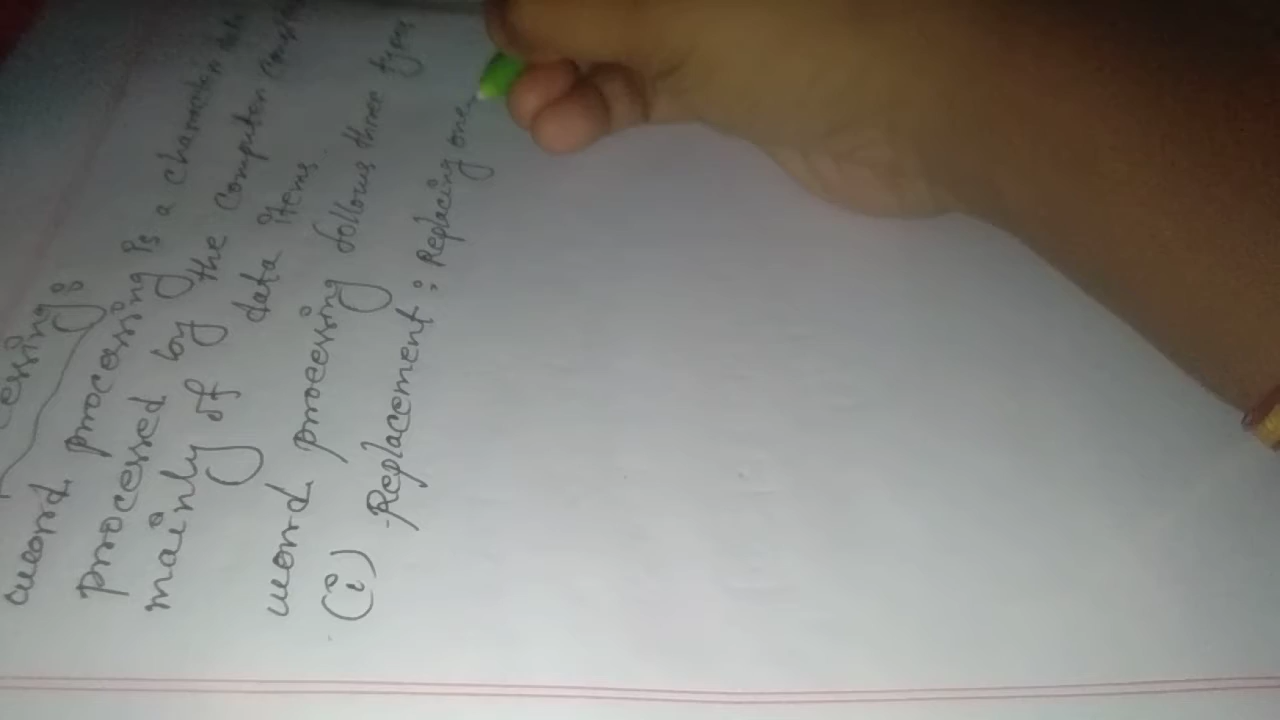 essing:
word processing is a character
processed by the computer
mainly of data items.
word processing follows three types
(i) Replacement : Replacing one